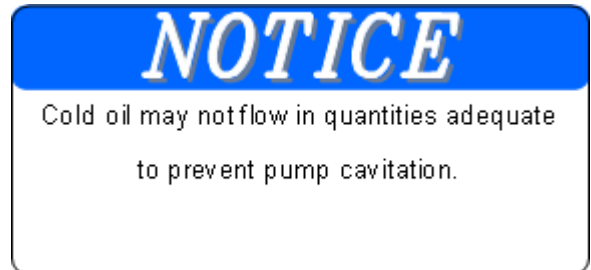 NOTICE
Cold oil may not flow in quantities adequate
to prevent pump cavitation.